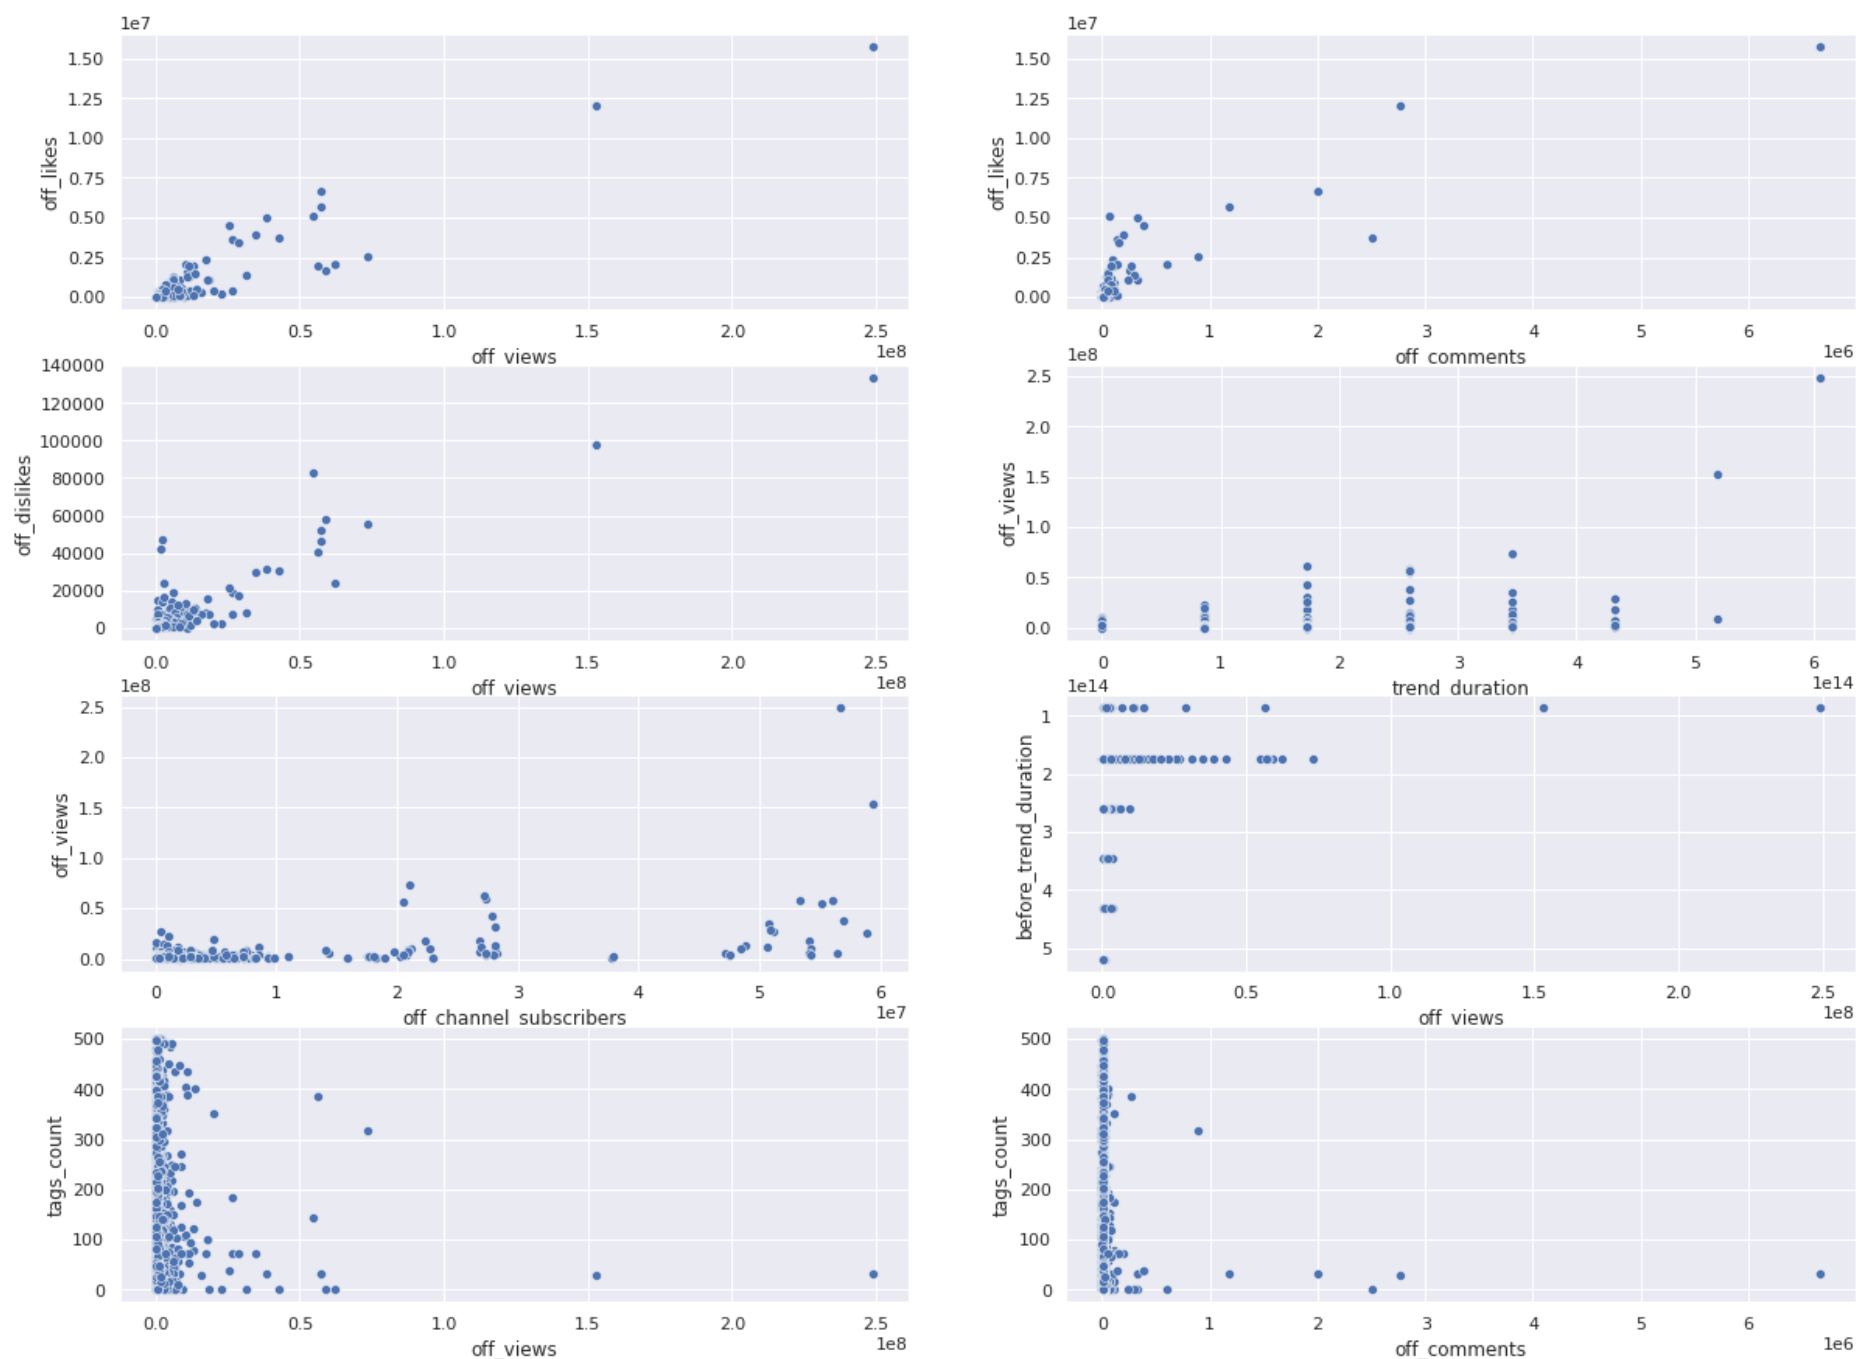 1e7
1.50
1.25
1.00
0.75
0.50
0.25
0.00
off_likes
0.0 0.5 1.0 1.5 2.0 2.5
1e8
off_views
1e7
1.50
1.25
1.00
0.75
0.50
0.25
0.00
off_likes
0 1 2 3 4 5 6
1e6
off_comments
140000
120000
100000
80000
60000
40000
20000
0
off_dislikes
0.0 0.5 1.0 1.5 2.0 2.5
1e8
off_views
1e8
2.5
2.0
1.5
1.0
0.5
0.0
off_views
0 1 2 3 4 5 6
1e14
trend_duration
1e8
2.5
2.0
1.5
1.0
0.5
0.0
off_views
0 1 2 3 4 5 6
1e7
off_channel_subscribers
1e14
1
2
3
4
5
before_trend_duration
0.0 0.5 1.0 1.5 2.0 2.5
1e8
off_views
500
400
300
200
100
0
tags_count
0.0 0.5 1.0 1.5 2.0 2.5
1e8
off_views
500
400
300
200
100
0
tags_count
0 1 2 3 4 5 6
1e6
off_comments